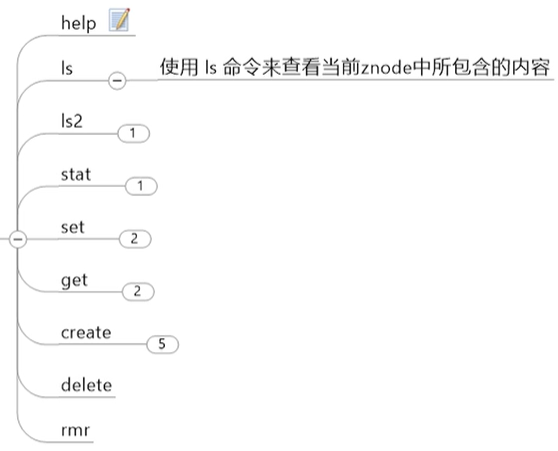 help
ls
使用 ls 命令来查看当前znode中所包含的内容
ls2
1
stat
1
set
2
get
2
create
5
delete
rmr